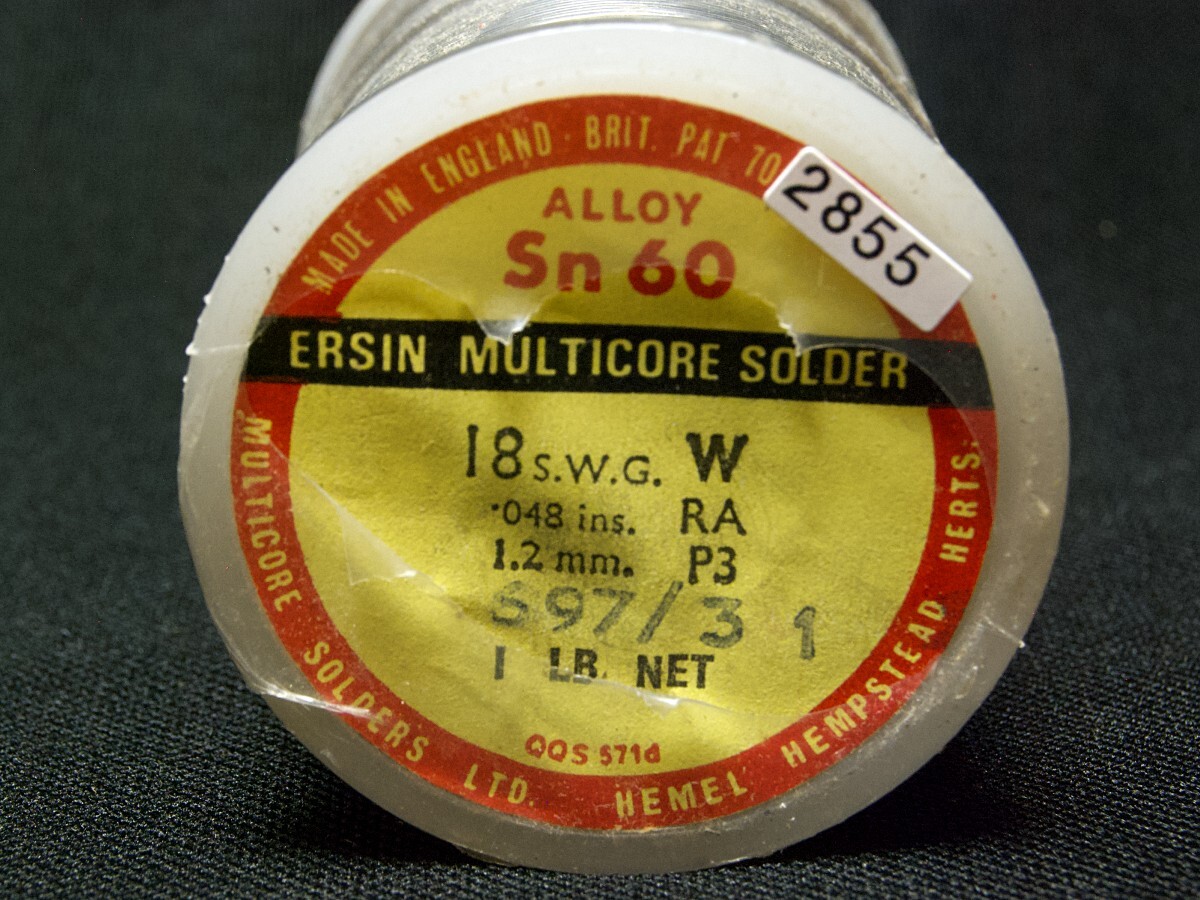 MADE IN ENGLAND · BRIT. PAT 70
2855
ALLOY
Sn 60
ERSIN MULTICORE SOLDER
18 S.W.G. W
·048 ins. RA
1.2 mm. P3
697/3 1
1 LB. NET
QQS 571d
MULTICORE SOLDERS LTD. HEMEL HEMPSTEAD HERTS.